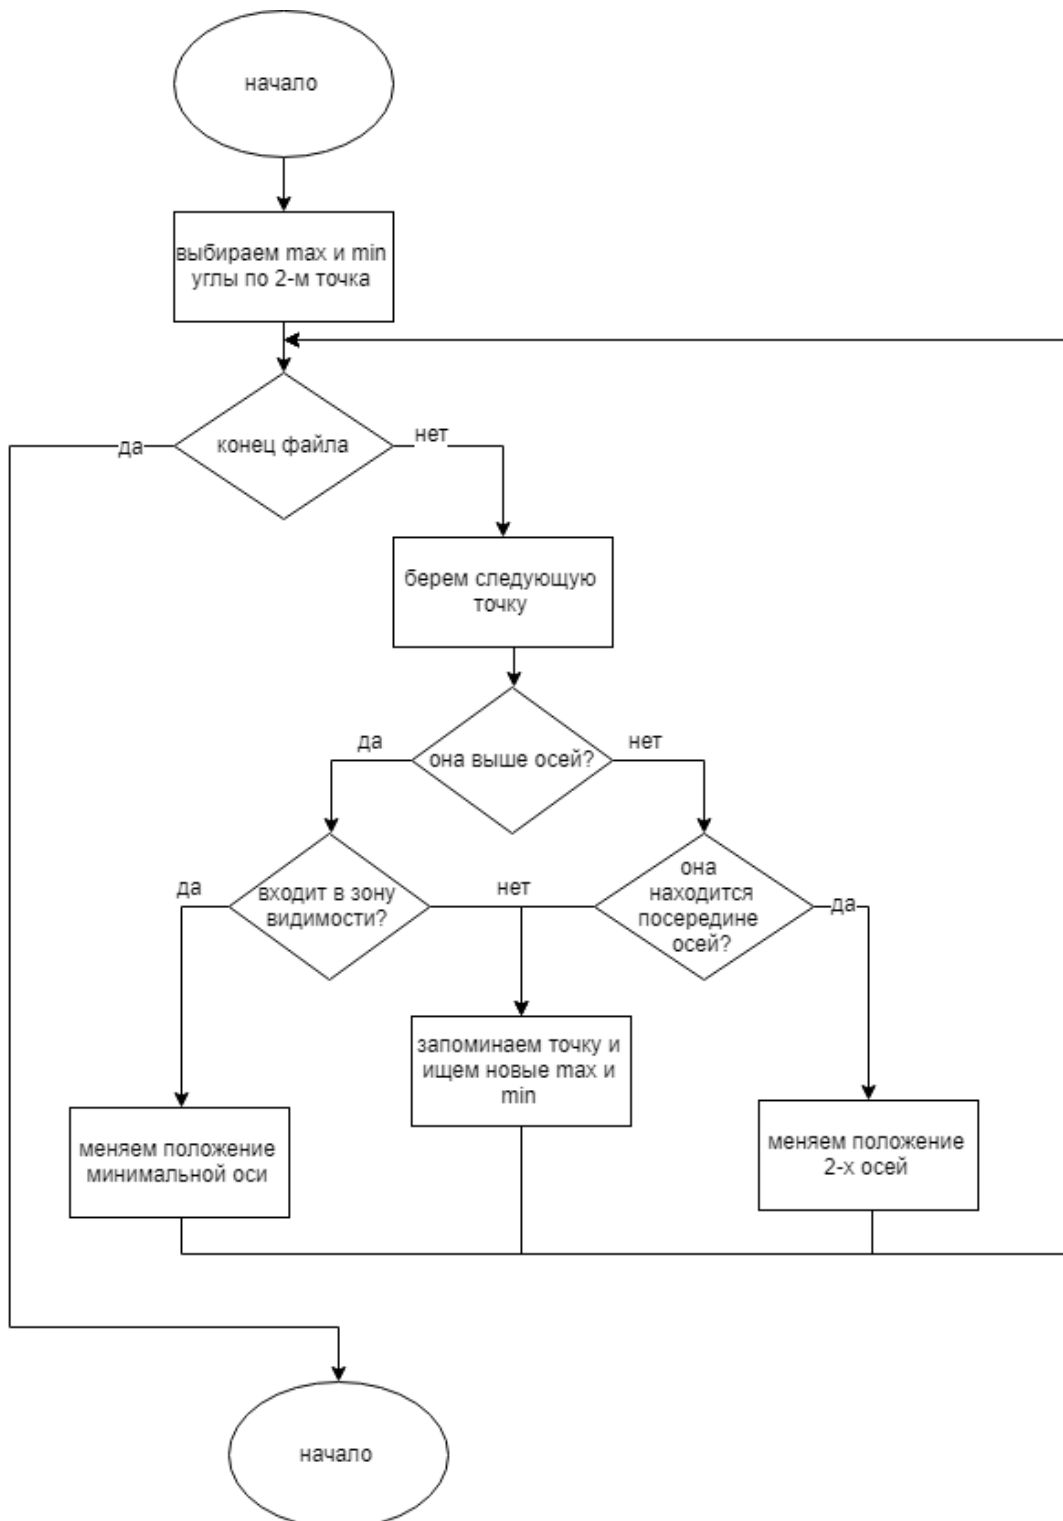 начало
выбираем max и min
углы по 2-м точка
конец файла
да
нет
берем следующую
точку
она выше осей?
да
нет
входит в зону
видимости?
да
нет
она
находится
посередине
осей?
да
запоминаем точку и
ищем новые max и
min
меняем положение
минимальной оси
меняем положение
2-х осей
начало